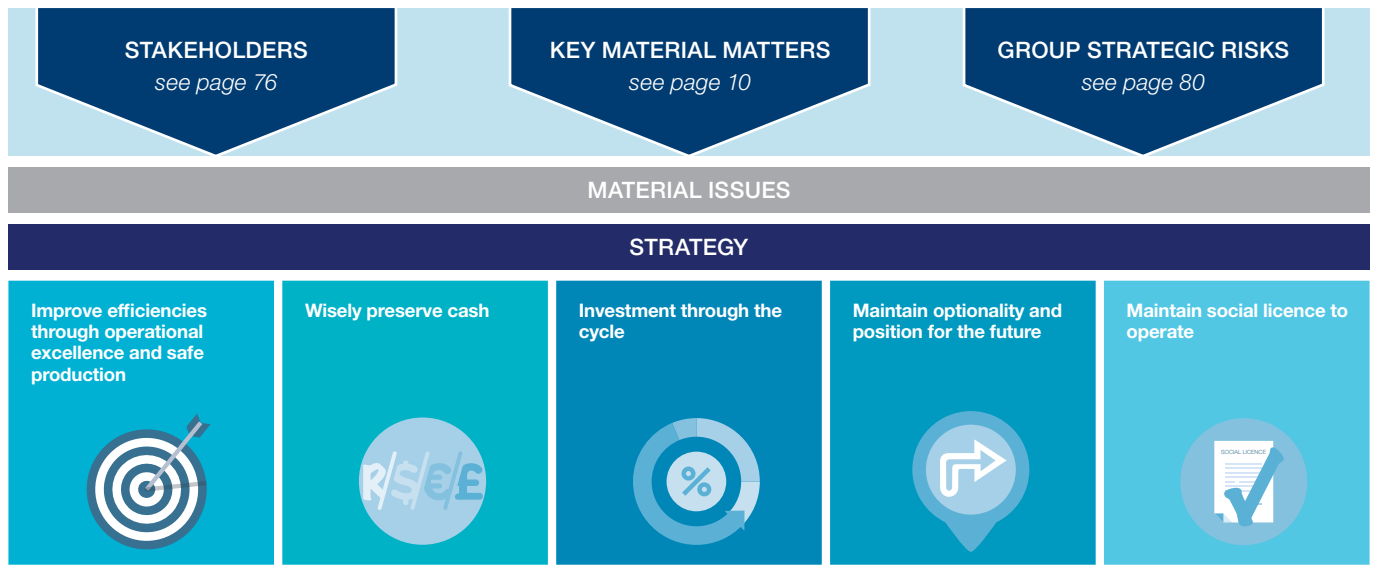 STAKEHOLDERS
see page 76
KEY MATERIAL MATTERS
see page 10
GROUP STRATEGIC RISKS
see page 80
MATERIAL ISSUES
STRATEGY
Improve efficiencies
through operational
excellence and safe
production
Wisely preserve cash
Investment through the
cycle
Maintain optionality and
position for the future
Maintain social licence to
operate
R/$/€/£
%
SOCIAL LICENCE